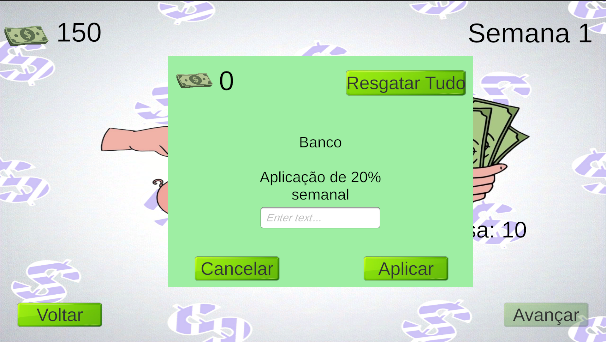 150
Semana 1
0
Resgatar Tudo
Banco
Aplicação de 20%
semanal
Enter text...
sa: 10
Cancelar
Aplicar
Voltar
Avançar